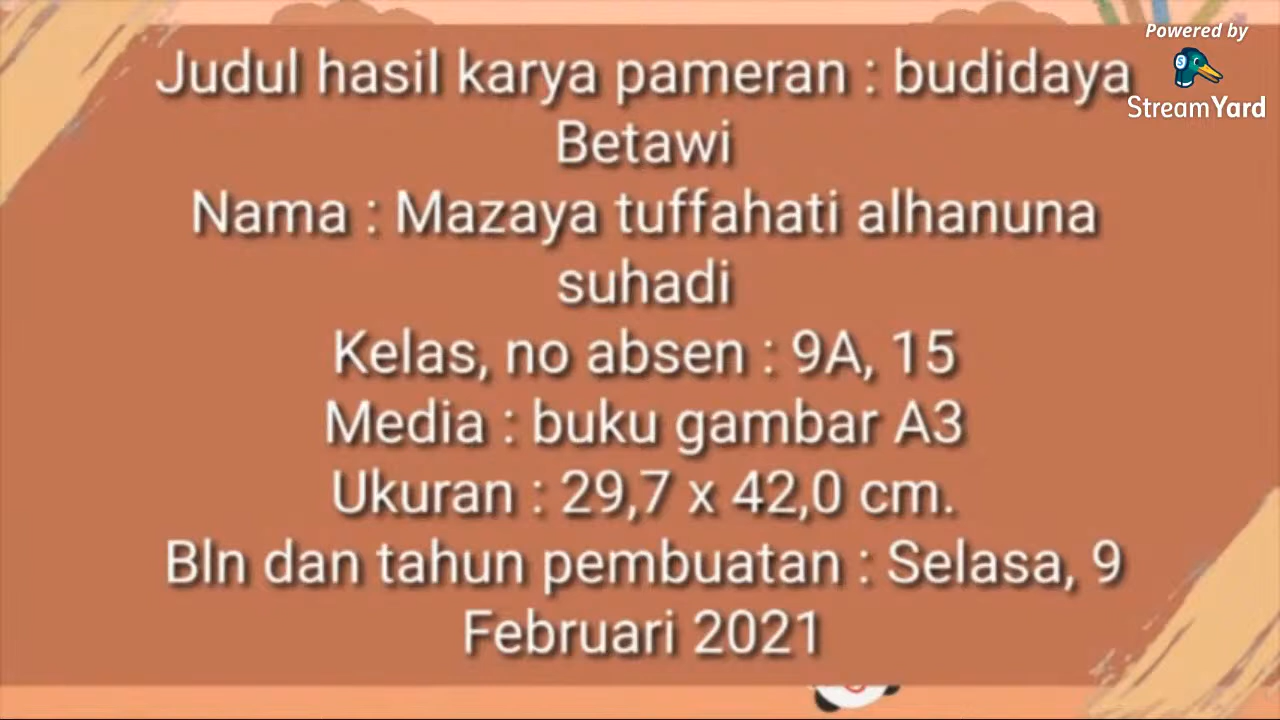 Powered by
StreamYard
Judul hasil karya pameran : budidaya
Betawi
Nama : Mazaya tuffahati alhanuna
suhadi
Kelas, no absen : 9A, 15
Media : buku gambar A3
Ukuran : 29,7 x 42,0 cm.
Bln dan tahun pembuatan : Selasa, 9
Februari 2021